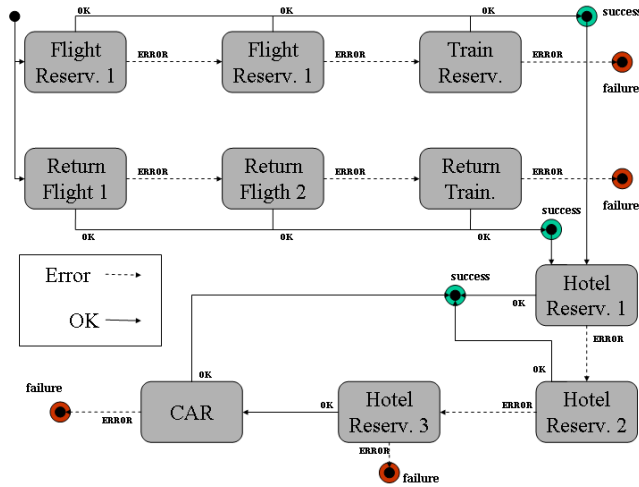 OK
OK
OK
success
Flight
Reserv. 1
ERROR
Flight
Reserv. 1
ERROR
Train
Reserv.
ERROR
failure
Return
Flight 1
ERROR
Return
Fligth 2
ERROR
Return
Train.
ERROR
failure
OK
OK
OK
success
Error
OK
success
OK
Hotel
Reserv. 1
ERROR
OK
OK
failure
ERROR
CAR
OK
Hotel
Reserv. 3
ERROR
Hotel
Reserv. 2
ERROR
failure